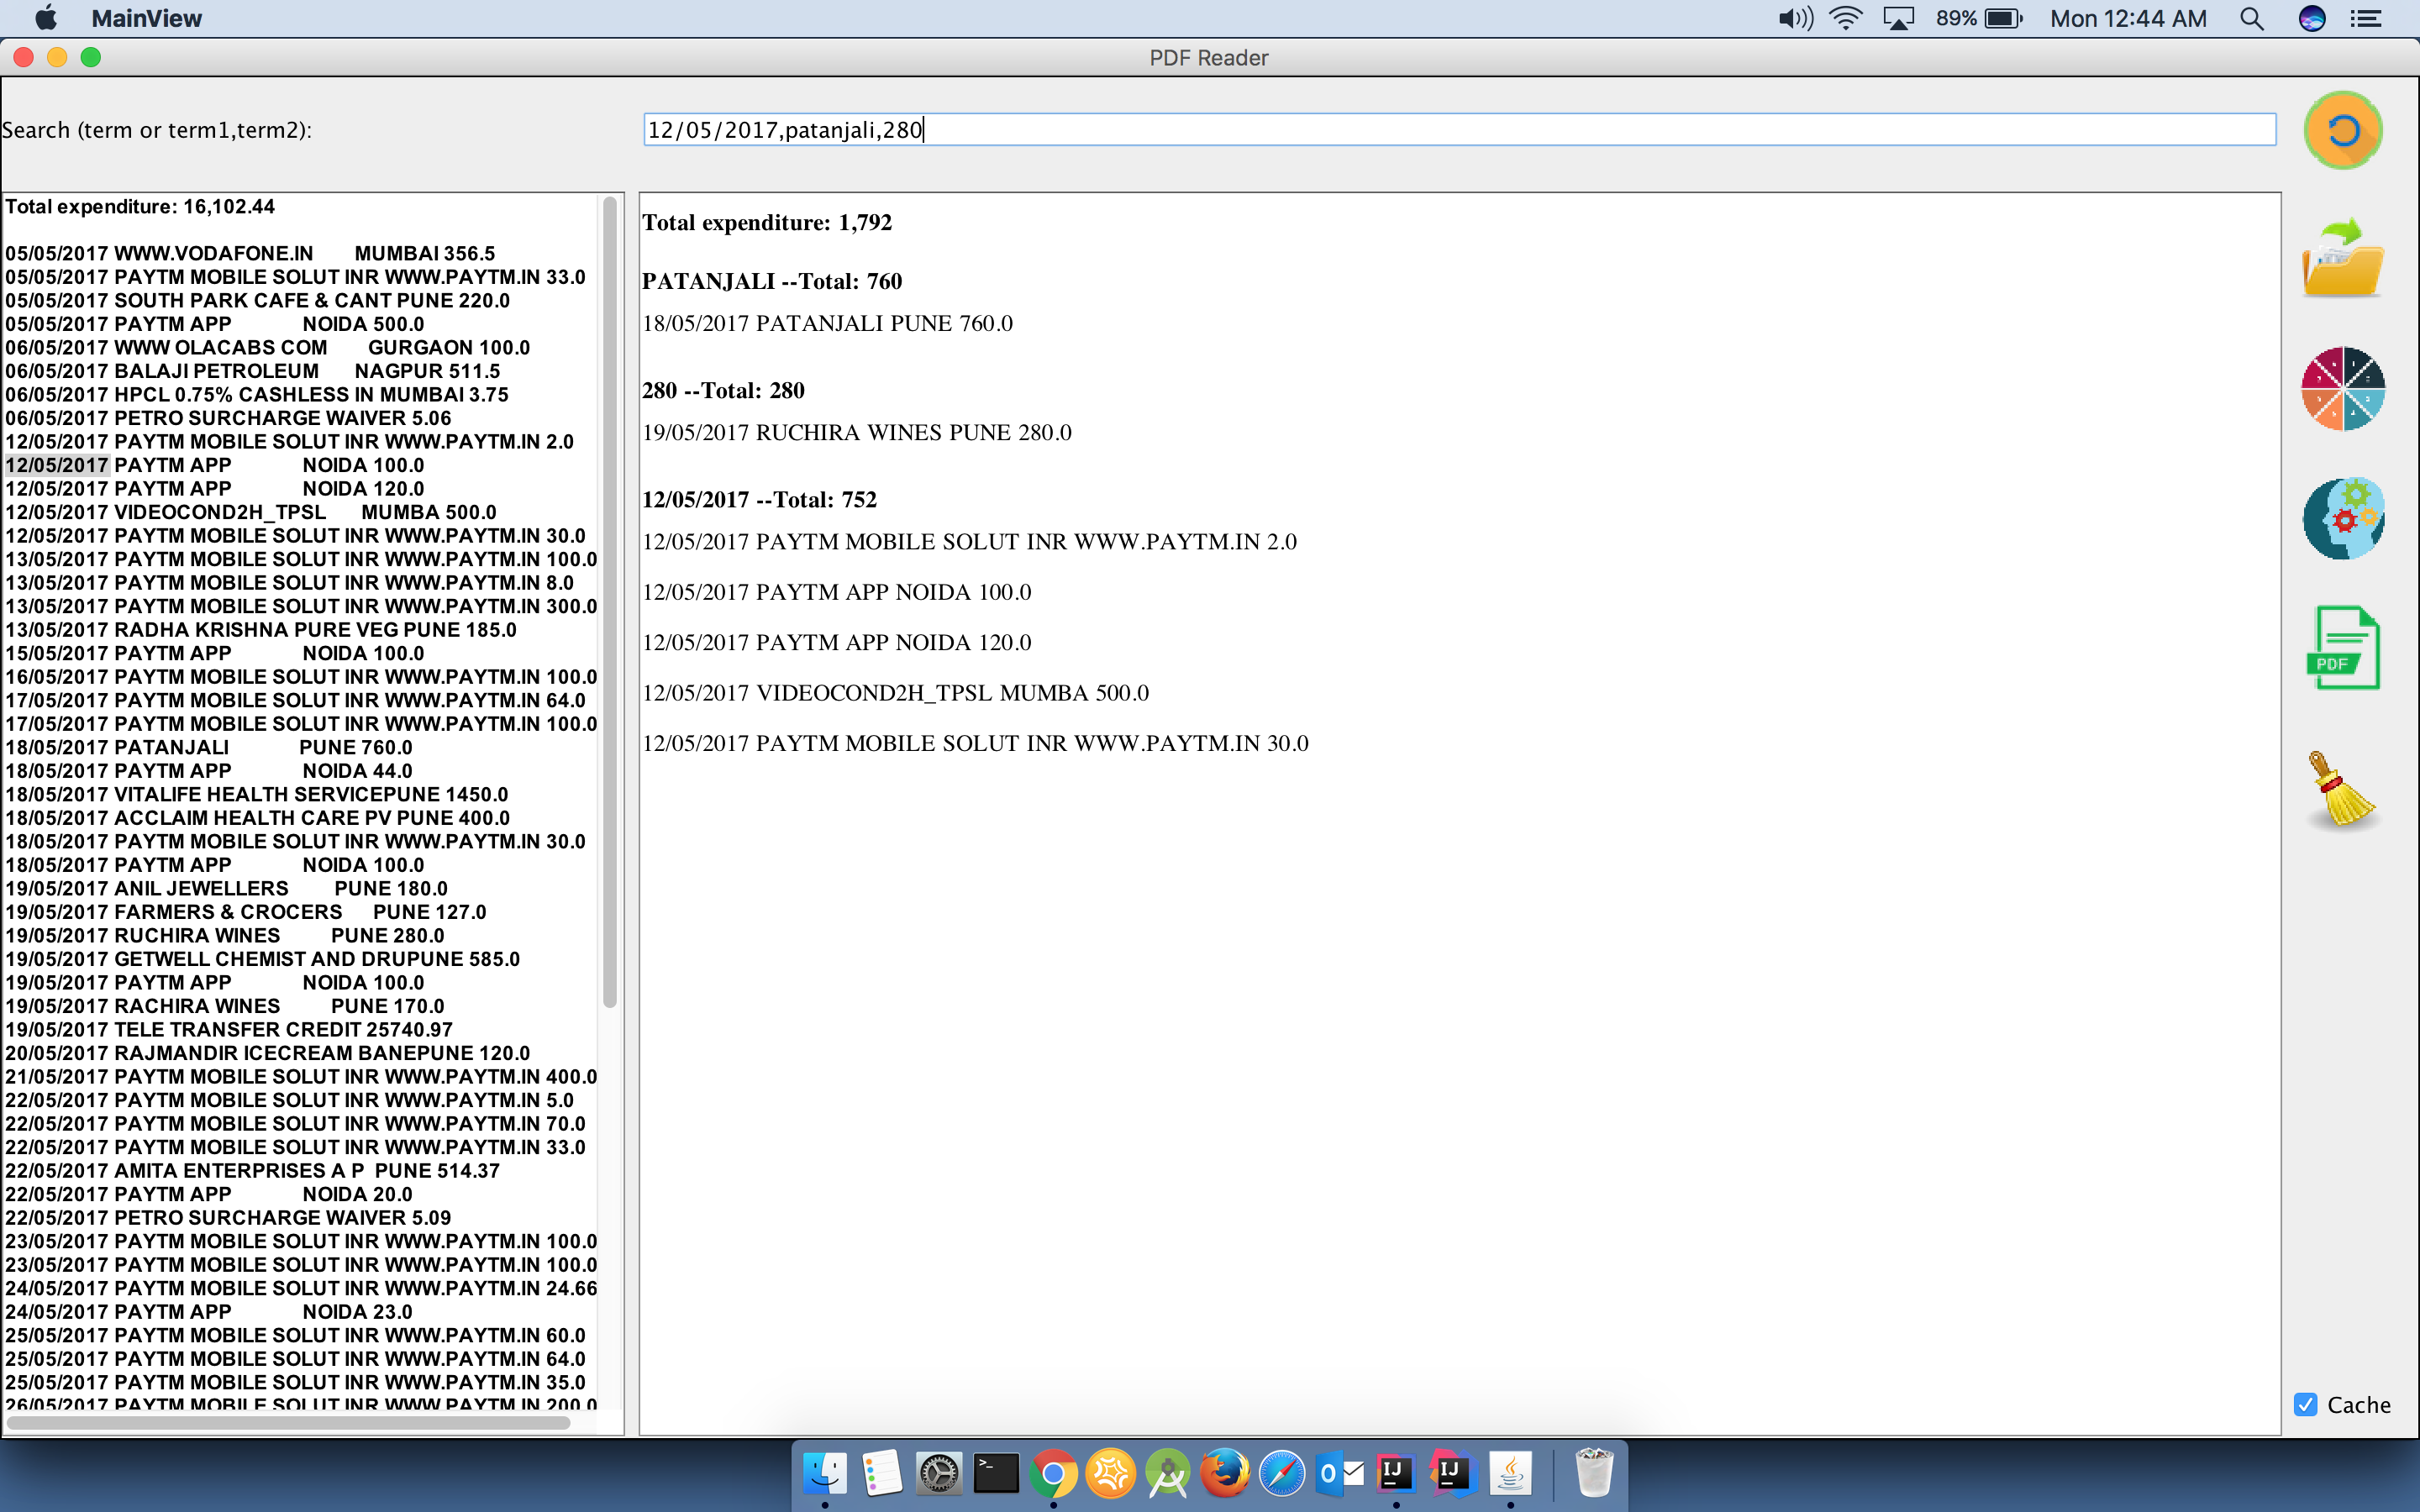 MainView
89%
Mon 12:44 AM
PDF Reader
Search (term or term1,term2):
12/05/2017,patanjali,280
Total expenditure: 16,102.44
05/05/2017 WWW.VODAFONE.IN MUMBAI 356.5
05/05/2017 PAYTM MOBILE SOLUT INR WWW.PAYTM.IN 33.0
05/05/2017 SOUTH PARK CAFE & CANT PUNE 220.0
05/05/2017 PAYTM APP NOIDA 500.0
06/05/2017 WWW OLACABS COM GURGAON 100.0
06/05/2017 BALAJI PETROLEUM NAGPUR 511.5
06/05/2017 HPCL 0.75% CASHLESS IN MUMBAI 3.75
06/05/2017 PETRO SURCHARGE WAIVER 5.06
12/05/2017 PAYTM MOBILE SOLUT INR WWW.PAYTM.IN 2.0
12/05/2017 PAYTM APP NOIDA 100.0
12/05/2017 PAYTM APP NOIDA 120.0
12/05/2017 VIDEOCOND2H_TPSL MUMBA 500.0
12/05/2017 PAYTM MOBILE SOLUT INR WWW.PAYTM.IN 30.0
13/05/2017 PAYTM MOBILE SOLUT INR WWW.PAYTM.IN 100.0
13/05/2017 PAYTM MOBILE SOLUT INR WWW.PAYTM.IN 8.0
13/05/2017 PAYTM MOBILE SOLUT INR WWW.PAYTM.IN 300.0
13/05/2017 RADHA KRISHNA PURE VEG PUNE 185.0
15/05/2017 PAYTM APP NOIDA 100.0
16/05/2017 PAYTM MOBILE SOLUT INR WWW.PAYTM.IN 100.0
17/05/2017 PAYTM MOBILE SOLUT INR WWW.PAYTM.IN 64.0
17/05/2017 PAYTM MOBILE SOLUT INR WWW.PAYTM.IN 100.0
18/05/2017 PATANJALI PUNE 760.0
18/05/2017 PAYTM APP NOIDA 44.0
18/05/2017 VITALIFE HEALTH SERVICEPUNE 1450.0
18/05/2017 ACCLAIM HEALTH CARE PV PUNE 400.0
18/05/2017 PAYTM MOBILE SOLUT INR WWW.PAYTM.IN 30.0
18/05/2017 PAYTM APP NOIDA 100.0
19/05/2017 ANIL JEWELLERS PUNE 180.0
19/05/2017 FARMERS & CROCERS PUNE 127.0
19/05/2017 RUCHIRA WINES PUNE 280.0
19/05/2017 GETWELL CHEMIST AND DRUPUNE 585.0
19/05/2017 PAYTM APP NOIDA 100.0
19/05/2017 RACHIRA WINES PUNE 170.0
19/05/2017 TELE TRANSFER CREDIT 25740.97
20/05/2017 RAJMANDIR ICECREAM BANEPUNE 120.0
21/05/2017 PAYTM MOBILE SOLUT INR WWW.PAYTM.IN 400.0
22/05/2017 PAYTM MOBILE SOLUT INR WWW.PAYTM.IN 5.0
22/05/2017 PAYTM MOBILE SOLUT INR WWW.PAYTM.IN 70.0
22/05/2017 PAYTM MOBILE SOLUT INR WWW.PAYTM.IN 33.0
22/05/2017 AMITA ENTERPRISES A P PUNE 514.37
22/05/2017 PAYTM APP NOIDA 20.0
22/05/2017 PETRO SURCHARGE WAIVER 5.09
23/05/2017 PAYTM MOBILE SOLUT INR WWW.PAYTM.IN 100.0
23/05/2017 PAYTM MOBILE SOLUT INR WWW.PAYTM.IN 100.0
24/05/2017 PAYTM MOBILE SOLUT INR WWW.PAYTM.IN 24.66
24/05/2017 PAYTM APP NOIDA 23.0
25/05/2017 PAYTM MOBILE SOLUT INR WWW.PAYTM.IN 60.0
25/05/2017 PAYTM MOBILE SOLUT INR WWW.PAYTM.IN 64.0
25/05/2017 PAYTM MOBILE SOLUT INR WWW.PAYTM.IN 35.0
26/05/2017 PAYTM MOBILE SOLUT INR WWW.PAYTM.IN 200.0
Total expenditure: 1,792
PATANJALI --Total: 760
18/05/2017 PATANJALI PUNE 760.0
280 --Total: 280
19/05/2017 RUCHIRA WINES PUNE 280.0
12/05/2017 --Total: 752
12/05/2017 PAYTM MOBILE SOLUT INR WWW.PAYTM.IN 2.0
12/05/2017 PAYTM APP NOIDA 100.0
12/05/2017 PAYTM APP NOIDA 120.0
12/05/2017 VIDEOCOND2H_TPSL MUMBA 500.0
12/05/2017 PAYTM MOBILE SOLUT INR WWW.PAYTM.IN 30.0
PDF
Cache
>_
O
IJ
IJ